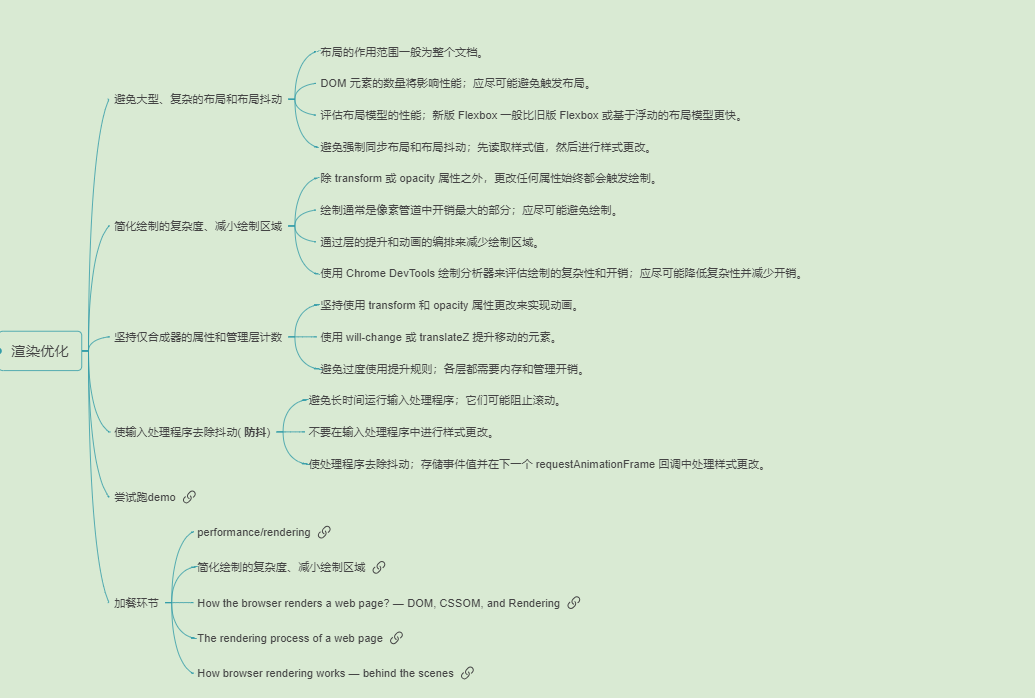 渲染优化
避免大型、复杂的布局和布局抖动
布局的作用范围一般为整个文档。
DOM 元素的数量将影响性能；应尽可能避免触发布局。
评估布局模型的性能；新版 Flexbox 一般比旧版 Flexbox 或基于浮动的布局模型更快。
避免强制同步布局和布局抖动；先读取样式值，然后进行样式更改。
简化绘制的复杂度、减小绘制区域
除 transform 或 opacity 属性之外，更改任何属性始终都会触发绘制。
绘制通常是像素管道中开销最大的部分；应尽可能避免绘制。
通过层的提升和动画的编排来减少绘制区域。
使用 Chrome DevTools 绘制分析器来评估绘制的复杂性和开销；应尽可能降低复杂性并减少开销。
坚持仅合成器的属性和管理层计数
坚持使用 transform 和 opacity 属性更改来实现动画。
使用 will-change 或 translateZ 提升移动的元素。
避免过度使用提升规则；各层都需要内存和管理开销。
使输入处理程序去除抖动( 防抖)
避免长时间运行输入处理程序；它们可能阻止滚动。
不要在输入处理程序中进行样式更改。
使处理程序去除抖动；存储事件值并在下一个 requestAnimationFrame 回调中处理样式更改。
尝试跑demo
加餐环节
performance/rendering
简化绘制的复杂度、减小绘制区域
How the browser renders a web page? — DOM, CSSOM, and Rendering
The rendering process of a web page
How browser rendering works — behind the scenes